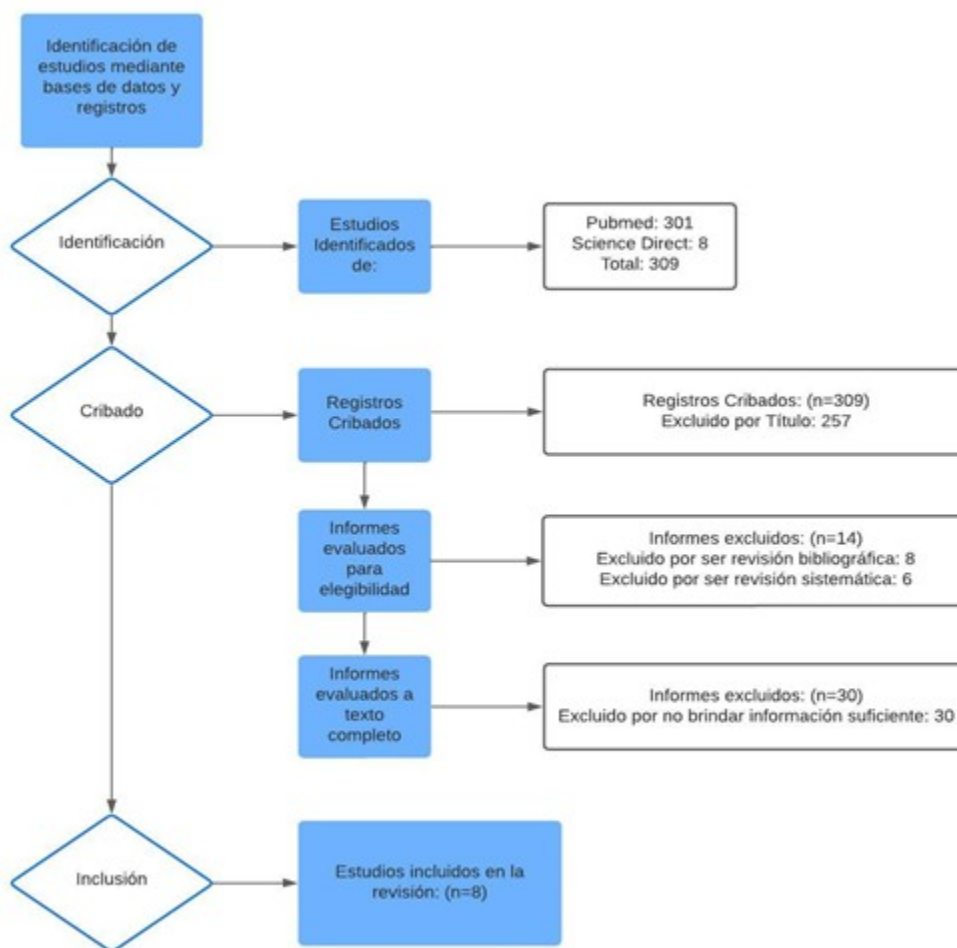 Identificación de
estudios mediante
bases de datos y
registros
Identificación
Estudios
Identificados
de:
Pubmed: 301
Science Direct: 8
Total: 309
Cribado
Registros
Cribados
Registros Cribados: (n=309)
Excluido por Título: 257
Informes
evaluados
para
elegibilidad
Informes excluidos: (n=14)
Excluido por ser revisión bibliográfica: 8
Excluido por ser revisión sistemática: 6
Informes
evaluados a
texto
completo
Informes excluidos: (n=30)
Excluido por no brindar información suficiente: 30
Inclusión
Estudios incluidos en la
revisión: (n=8)